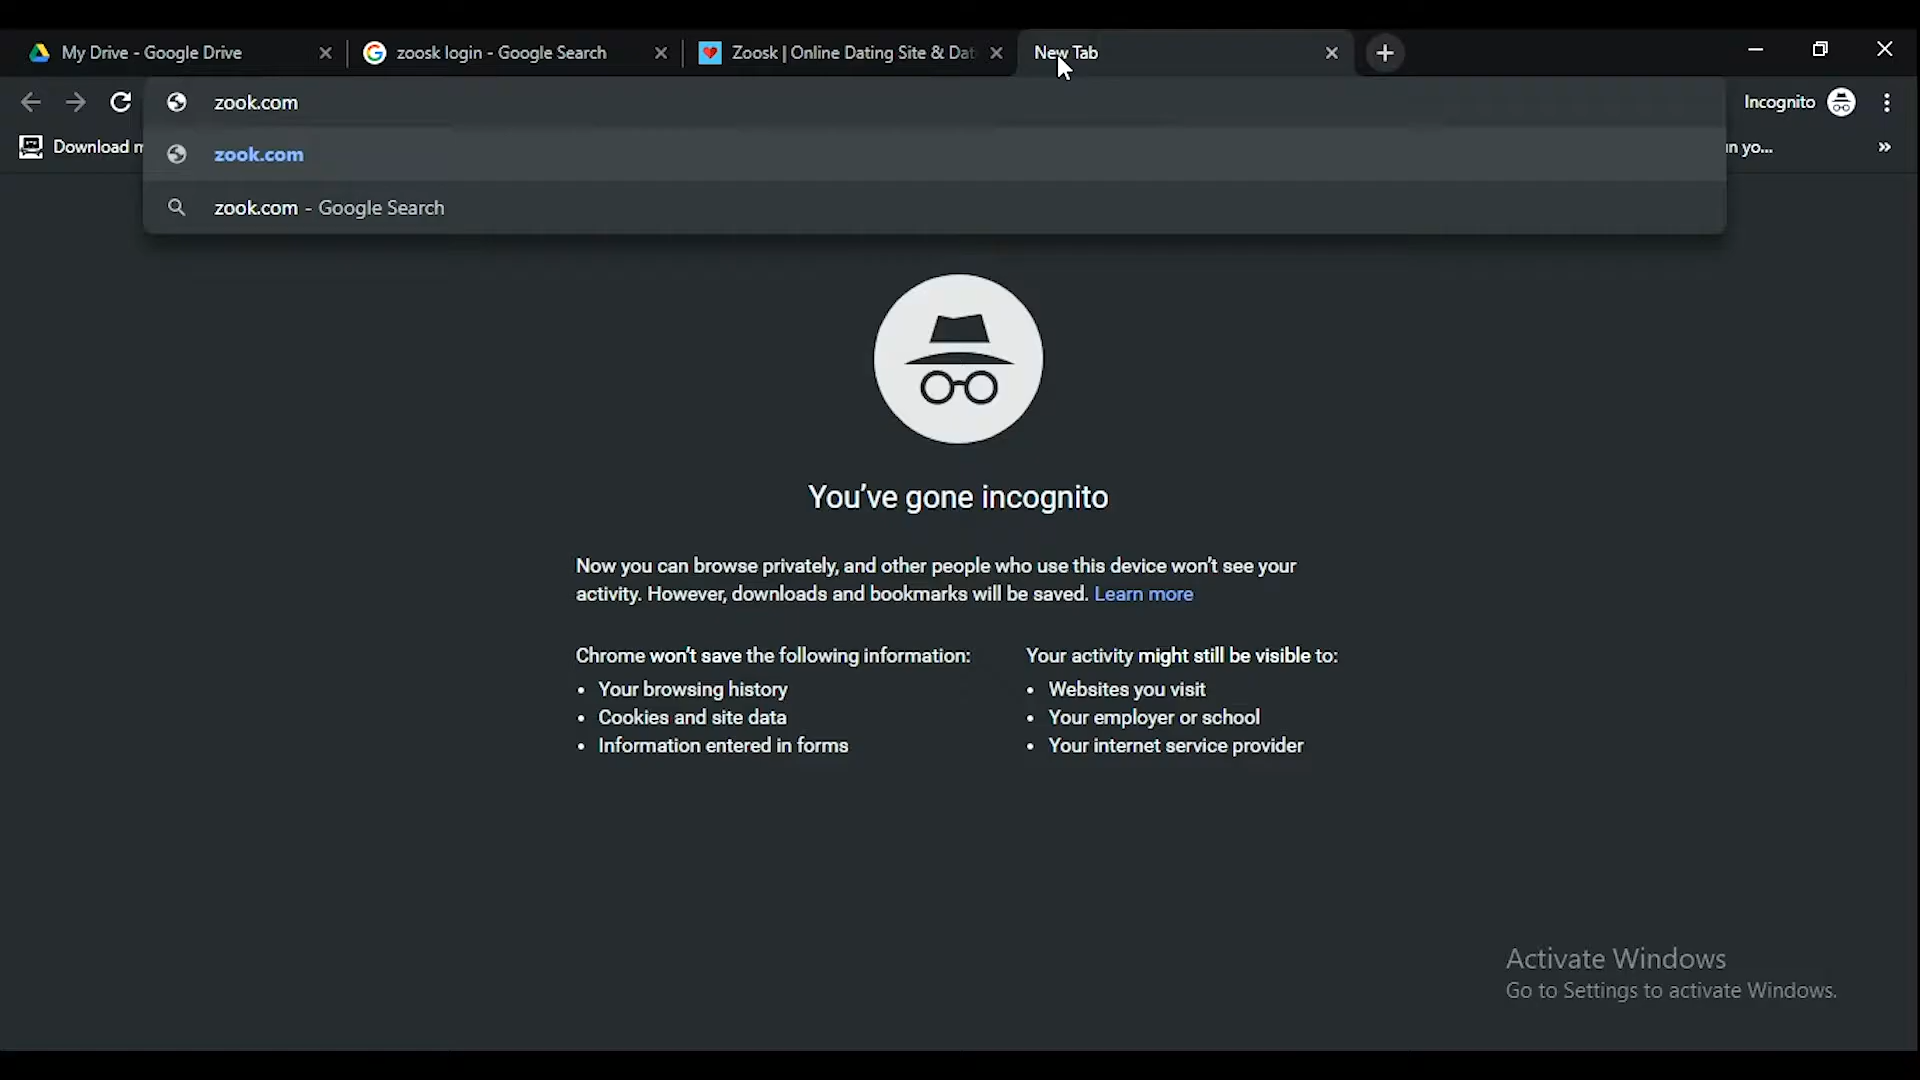 My Drive - Google Drive
zoosk login - Google Search
Zoosk | Online Dating Site & Dat
New Tab
zook.com
Incognito
Download
zook.com
in yo...
zook.com - Google Search
You've gone incognito
Now you can browse privately, and other people who use this device won't see your
activity. However, downloads and bookmarks will be saved. Learn more
Chrome won't save the following information:
Your browsing history
Cookies and site data
Information entered in forms
Your activity might still be visible to:
Websites you visit
Your employer or school
Your internet service provider
Activate Windows
Go to Settings to activate Windows.